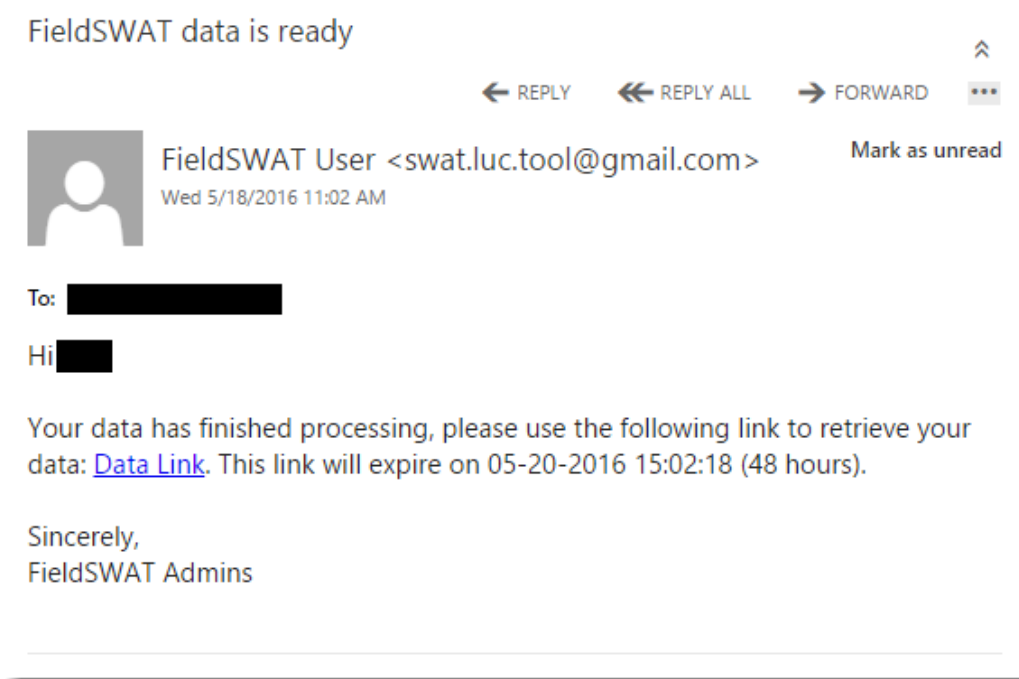 FieldSWAT data is ready
REPLY REPLY ALL FORWARD
FieldSWAT User <swat.luc.tool@gmail.com> Mark as unread
Wed 5/18/2016 11:02 AM
To:
Hi
Your data has finished processing, please use the following link to retrieve your
data: Data Link. This link will expire on 05-20-2016 15:02:18 (48 hours).
Sincerely,
FieldSWAT Admins